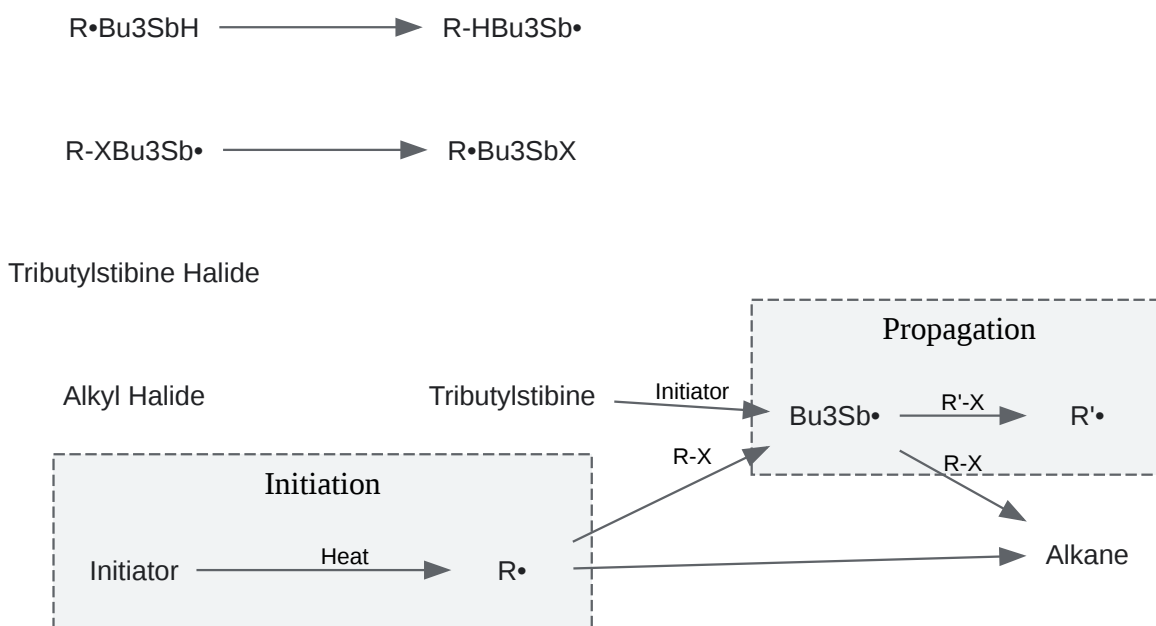 R•Bu3SbH
R-HBu3Sb•
R-XBu3Sb•
R•Bu3SbX
Tributylstibine Halide
Propagation
Alkyl Halide
Tributylstibine
Initiator
Bu3Sb•
R'-X
R'•
R-X
R-X
Initiation
Initiator
Heat
R•
Alkane